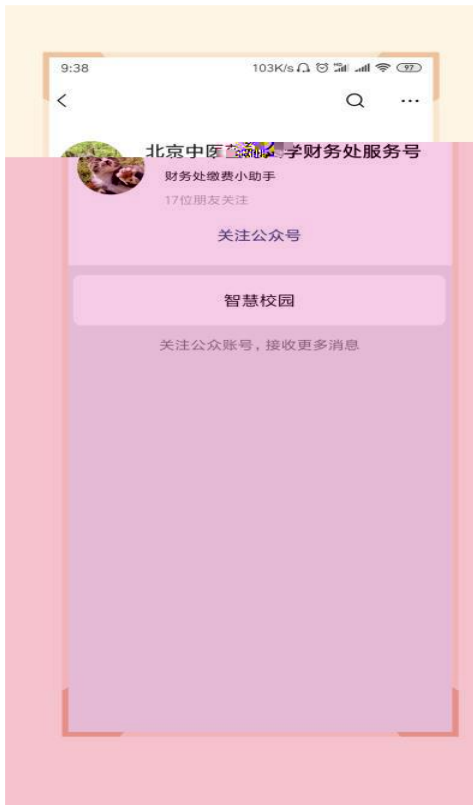 9:38 103K/s 97
北京中医 学财务处服务号
财务处缴费小助手
17位朋友关注
关注公众号
智慧校园
关注公众账号，接收更多消息